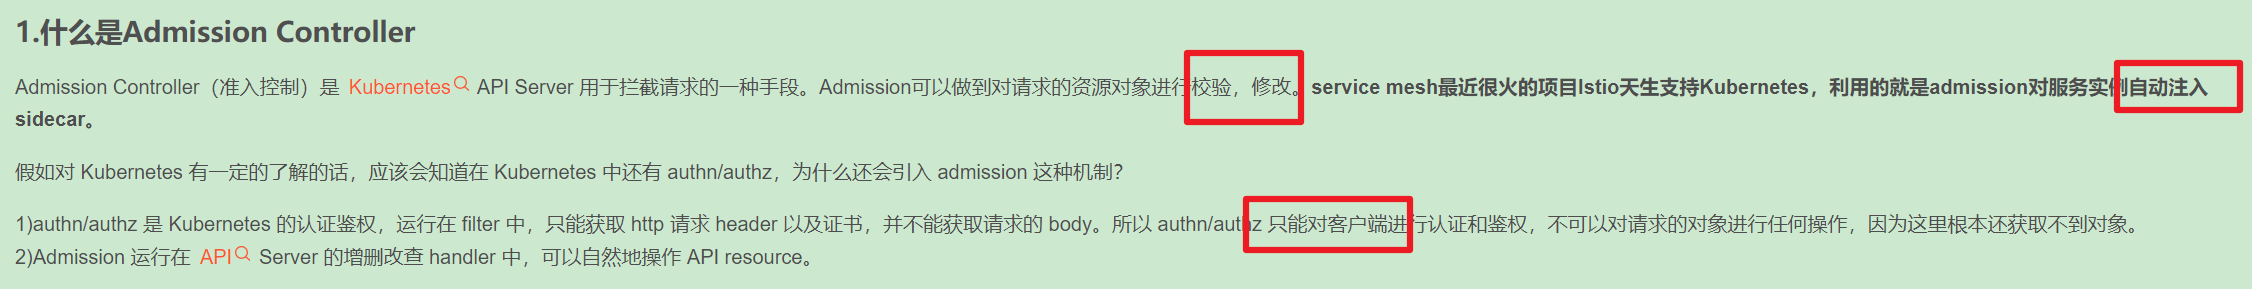 1.什么是Admission Controller
Admission Controller（准入控制）是 Kubernetes API Server 用于拦截请求的一种手段。Admission可以做到对请求的资源对象进行校验，修改。service mesh最近很火的项目Istio天生支持Kubernetes，利用的就是admission对服务实例自动注入
sidecar。
假如对 Kubernetes 有一定的了解的话，应该会知道在 Kubernetes 中还有 authn/authz，为什么还会引入 admission 这种机制？
1)authn/authz 是 Kubernetes 的认证鉴权，运行在 filter 中，只能获取 http 请求 header 以及证书，并不能获取请求的 body。所以 authn/authz 只能对客户端进行认证和鉴权，不可以对请求的对象进行任何操作，因为这里根本还获取不到对象。
2)Admission 运行在 API Server 的增删改查 handler 中，可以自然地操作 API resource。